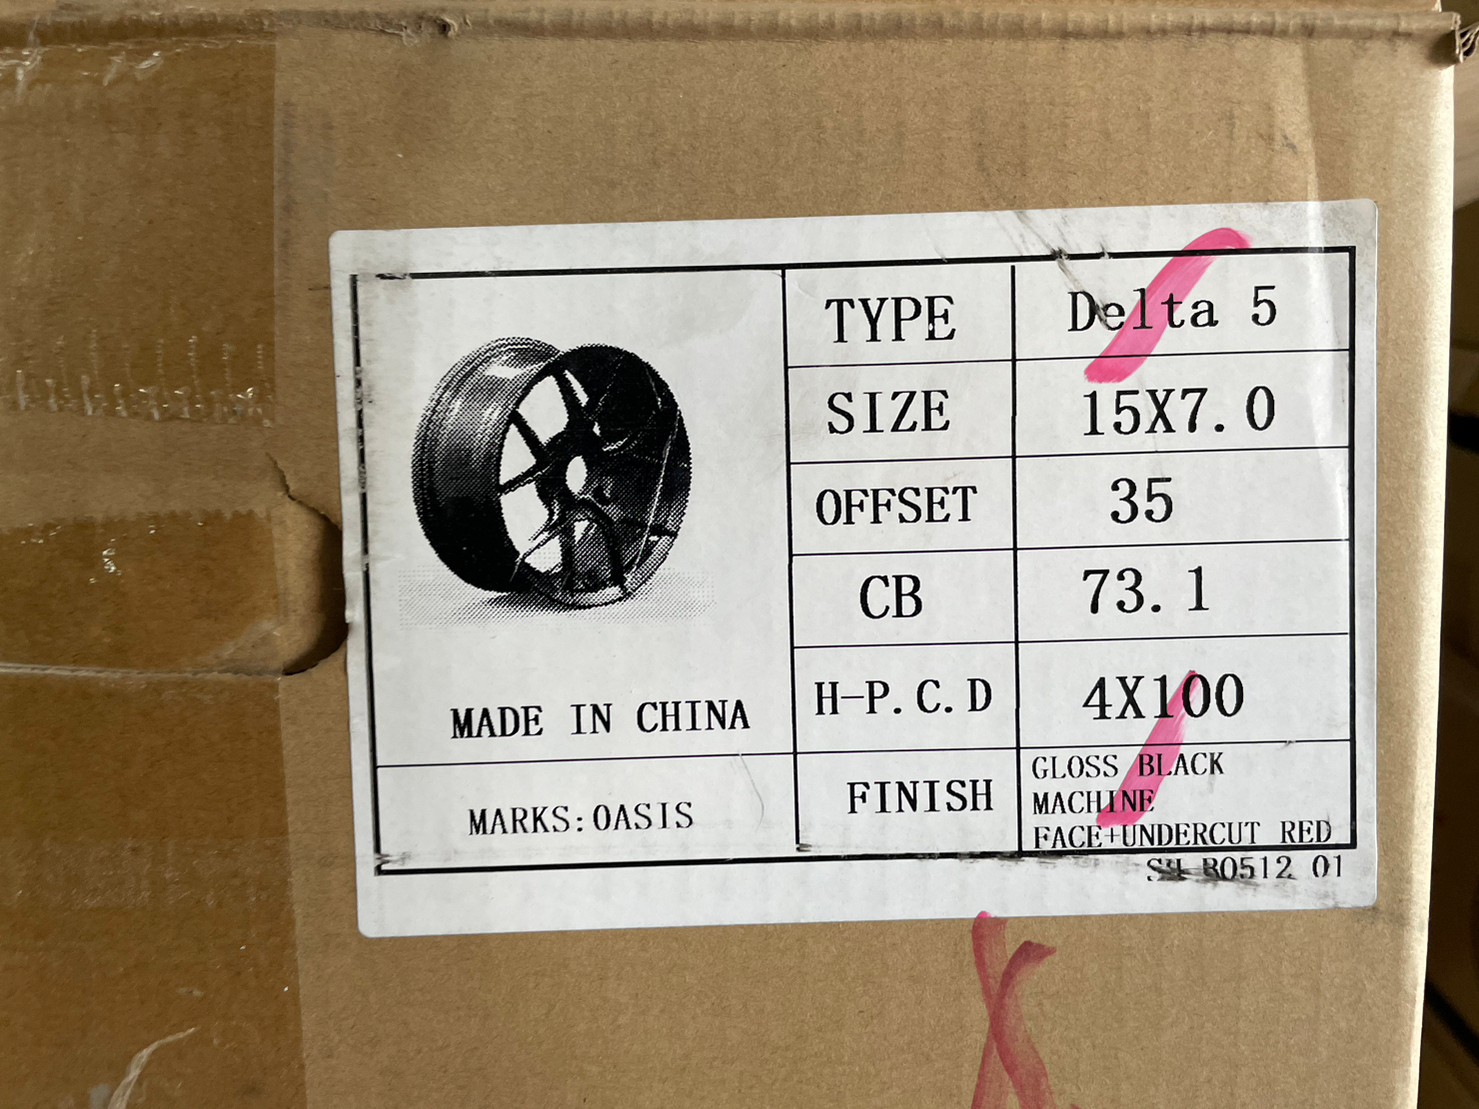 TYPE Delta 5
SIZE 15X7.0
OFFSET 35
CB 73.1
H-P.C.D 4X100
MADE IN CHINA
FINISH GLOSS BLACK
MACHINE
FACE+UNDERCUT RED
MARKS:OASIS
B0512 01